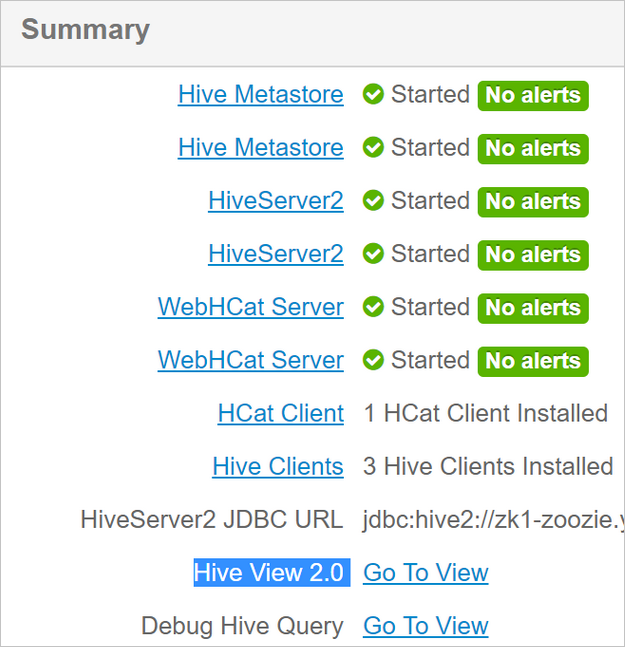 Summary
Hive Metastore Started No alerts
Hive Metastore Started No alerts
HiveServer2 Started No alerts
HiveServer2 Started No alerts
WebHCat Server Started No alerts
WebHCat Server Started No alerts
HCat Client 1 HCat Client Installed
Hive Clients 3 Hive Clients Installed
HiveServer2 JDBC URL jdbc:hive2://zk1-zoozie.y
Hive View 2.0 Go To View
Debug Hive Query Go To View